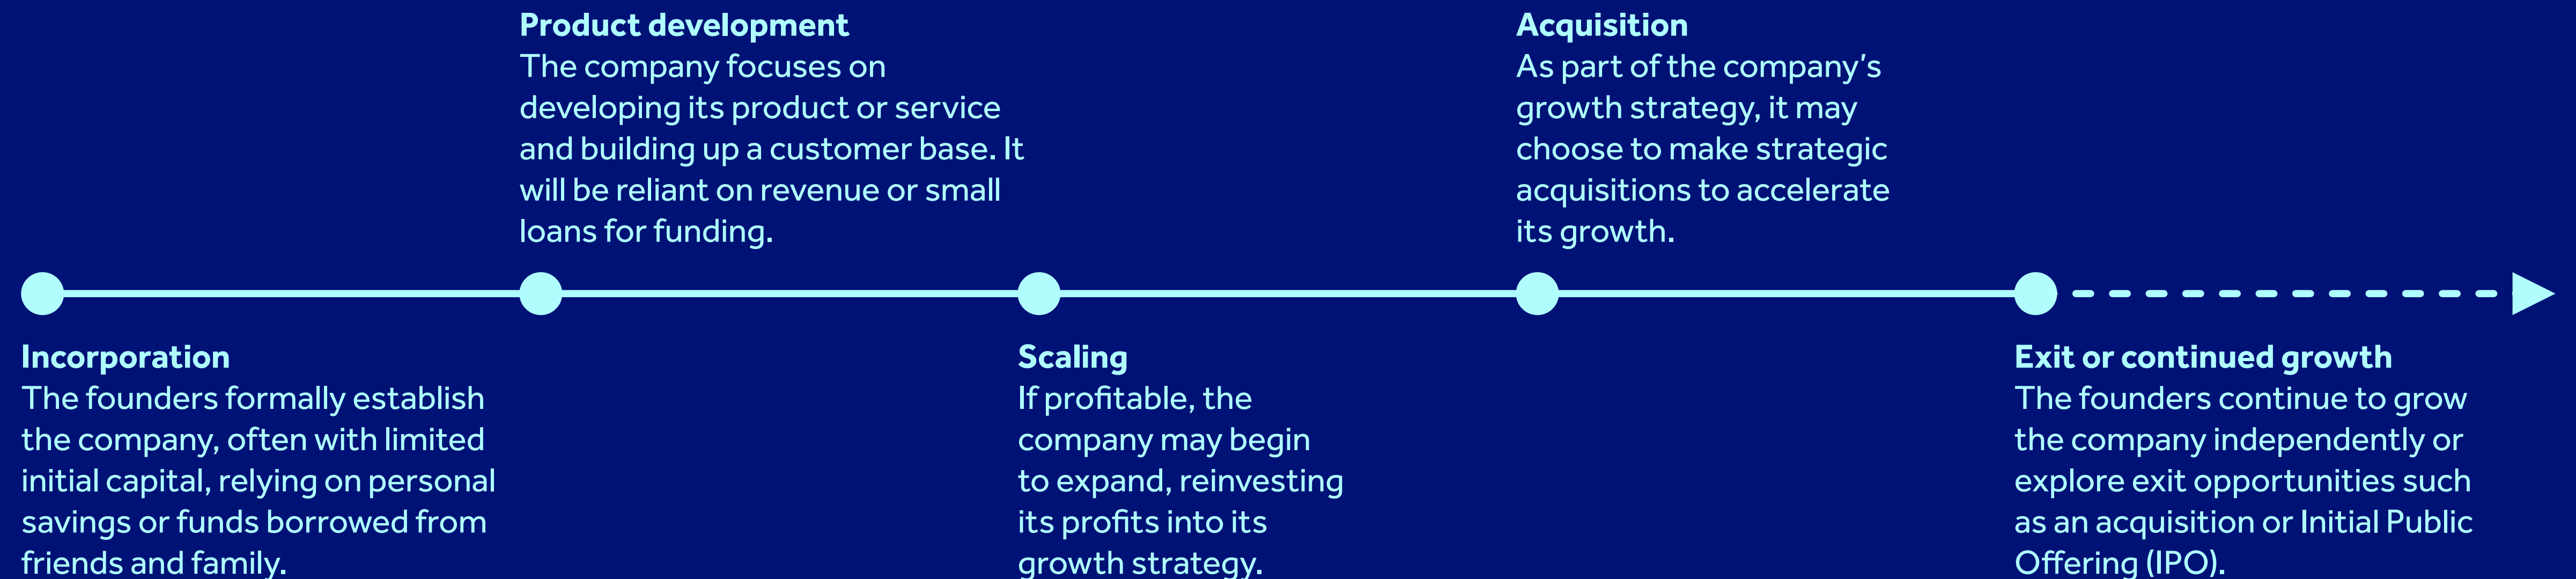 Incorporation
The founders formally establish
the company, often with limited
initial capital, relying on personal
savings or funds borrowed from
friends and family.
Product development
The company focuses on
developing its product or service
and building up a customer base. It
will be reliant on revenue or small
loans for funding.
Scaling
If profitable, the
company may begin
to expand, reinvesting
its profits into its
growth strategy.
Acquisition
As part of the company’s
growth strategy, it may
choose to make strategic
acquisitions to accelerate
its growth.
Exit or continued growth
The founders continue to grow
the company independently or
explore exit opportunities such
as an acquisition or Initial Public
Offering (IPO).